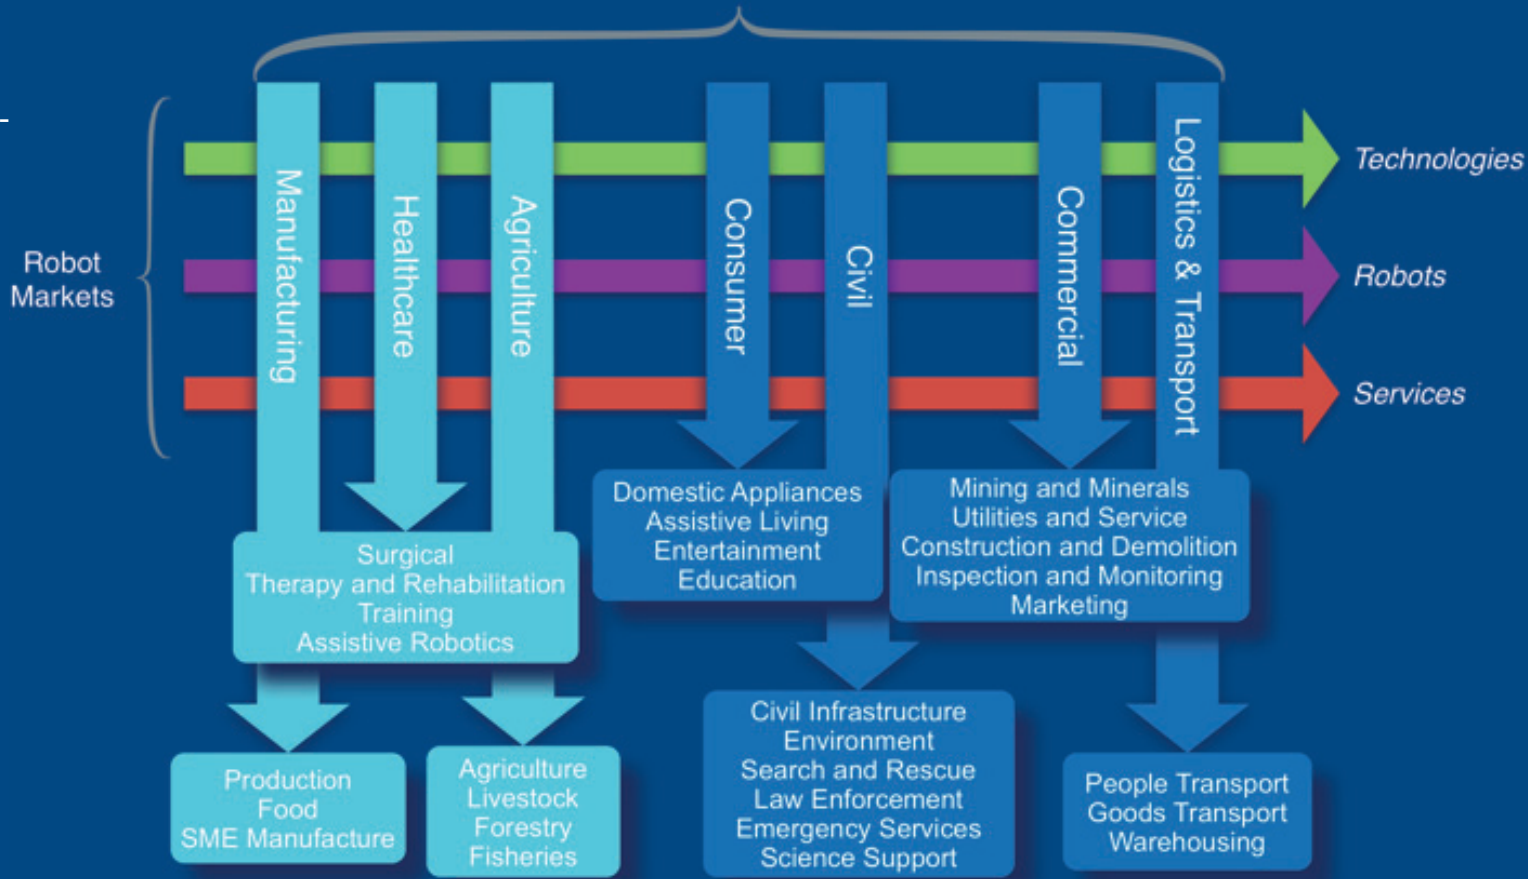 Robot
Markets
Manufacturing
Healthcare
Agriculture
Consumer
Civil
Commercial
Logistics & Transport
Technologies
Robots
Services
Surgical
Therapy and Rehabilitation
Training
Assistive Robotics
Domestic Appliances
Assistive Living
Entertainment
Education
Mining and Minerals
Utilities and Service
Construction and Demolition
Inspection and Monitoring
Marketing
Production
Food
SME Manufacture
Agriculture
Livestock
Forestry
Fisheries
Civil Infrastructure
Environment
Search and Rescue
Law Enforcement
Emergency Services
Science Support
People Transport
Goods Transport
Warehousing